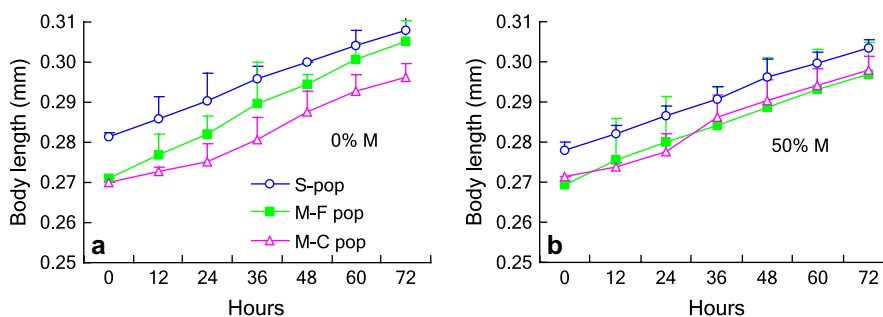 0.31
0.30
0.29
0.28
0.27
0.26
0.25
Body length (mm)
0% M
S-pop
M-F pop
M-C pop
a
0 12 24 36 48 60 72
Hours
0.31
0.30
0.29
0.28
0.27
0.26
0.25
Body length (mm)
50% M
b
0 12 24 36 48 60 72
Hours